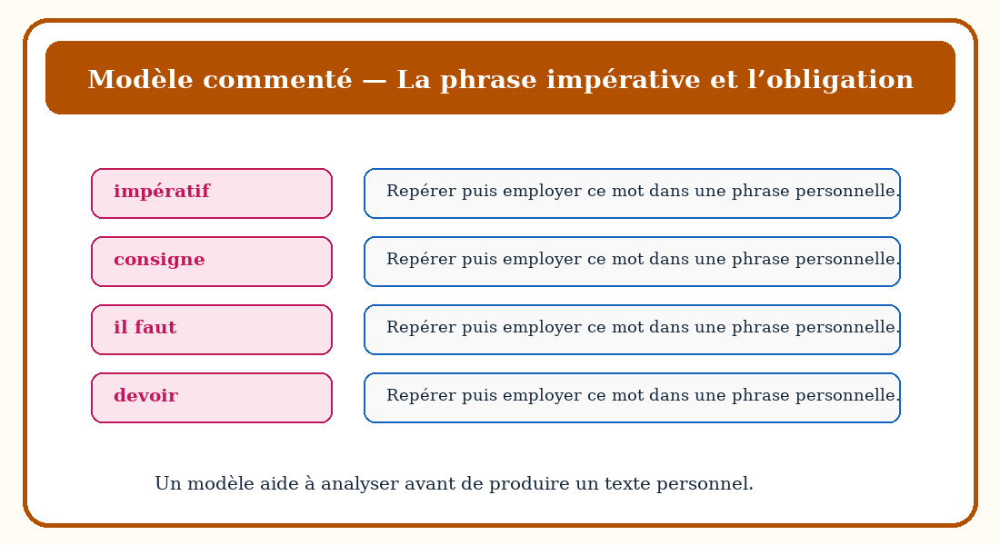 Modèle commenté — La phrase impérative et l’obligation
impératif
Repérer puis employer ce mot dans une phrase personnelle.
consigne
Repérer puis employer ce mot dans une phrase personnelle.
il faut
Repérer puis employer ce mot dans une phrase personnelle.
devoir
Repérer puis employer ce mot dans une phrase personnelle.
Un modèle aide à analyser avant de produire un texte personnel.